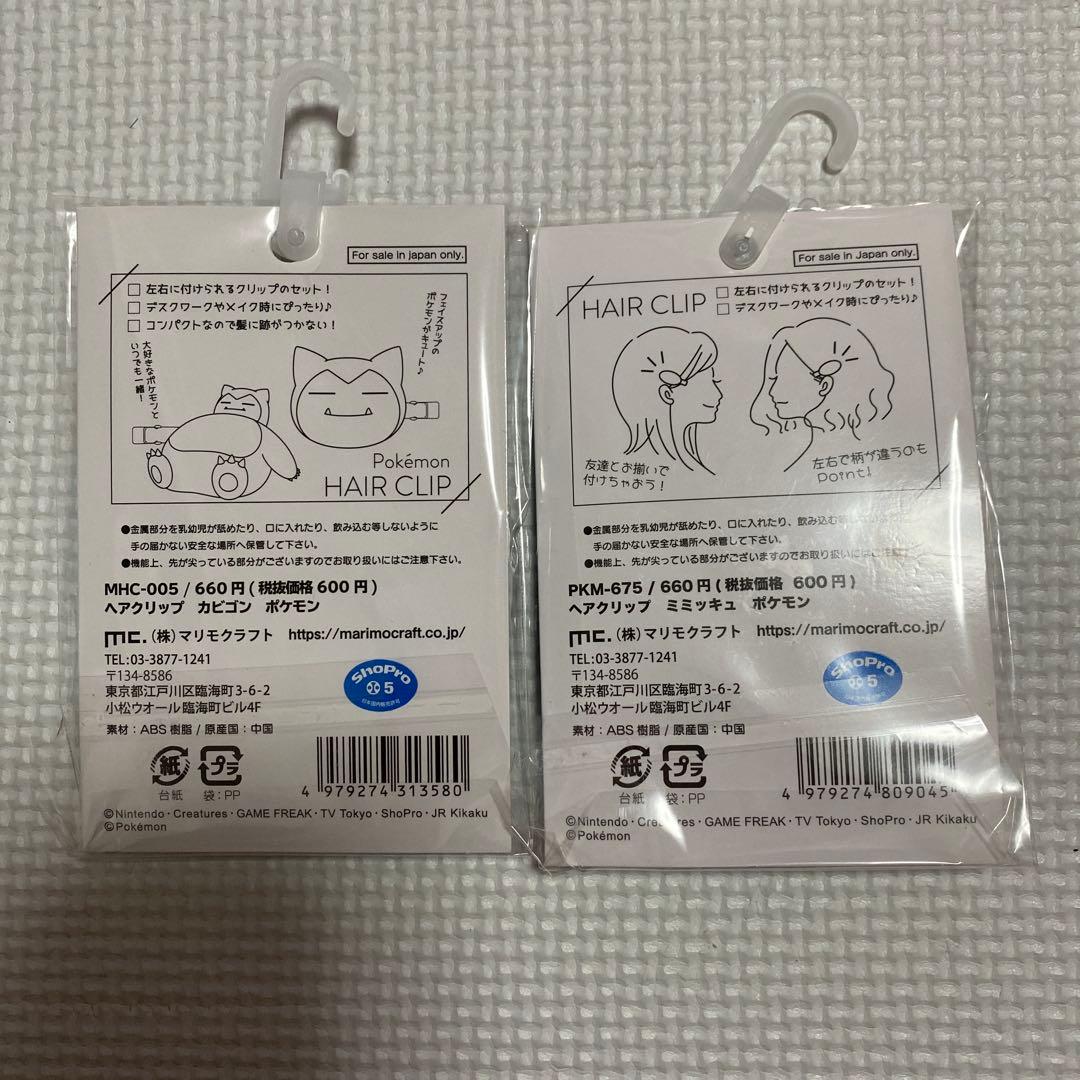 For sale in Japan only.
左右に付けられるクリップのセット！
デスクワークやメイク時にぴったり♪
コンパクトなので髪に跡がつかない！
大好きなポケモンと
いつでも一緒！
フェイスアップの
ポケモンがキュート♪
Pokémon
HAIR CLIP
●金属部分を乳幼児が舐めたり、口に入れたり、飲み込む等しないように
手の届かない安全な場所へ保管して下さい。
●機能上、先が尖っている部分がございますのでお取り扱いにはご注意下さい。
MHC-005 / 660円 (税抜価格 600円)
ヘアクリップ カビゴン ポケモン
mc. (株)マリモクラフト https://marimocraft.co.jp/
TEL:03-3877-1241
〒134-8586
東京都江戸川区臨海町3-6-2
小松ウオール臨海町ビル4F
ShoPro
5
日本国内販売許可
素材：ABS樹脂 / 原産国：中国
紙
プラ
台紙 袋：PP
4 979274 313580
©Nintendo・Creatures・GAME FREAK・TV Tokyo・ShoPro・JR Kikaku
©Pokémon
For sale in Japan only.
HAIR CLIP
左右に付けられるクリップのセット！
デスクワークやメイク時にぴったり♪
友達とお揃いで
付けちゃおう！
左右で柄が違うのも
Point!
●金属部分を乳幼児が舐めたり、口に入れたり、飲み込む等しないように
手の届かない安全な場所へ保管して下さい。
●機能上、先が尖っている部分がございますのでお取り扱いにはご注意下さい。
PKM-675 / 660円 (税抜価格 600円)
ヘアクリップ ミミッキュ ポケモン
mc. (株)マリモクラフト https://marimocraft.co.jp/
TEL:03-3877-1241
〒134-8586
東京都江戸川区臨海町3-6-2
小松ウオール臨海町ビル4F
ShoPro
5
日本国内販売許可
素材：ABS樹脂 / 原産国：中国
紙
プラ
台紙 袋：PP
4 979274 809045
©Nintendo・Creatures・GAME FREAK・TV Tokyo・ShoPro・JR Kikaku
©Pokémon